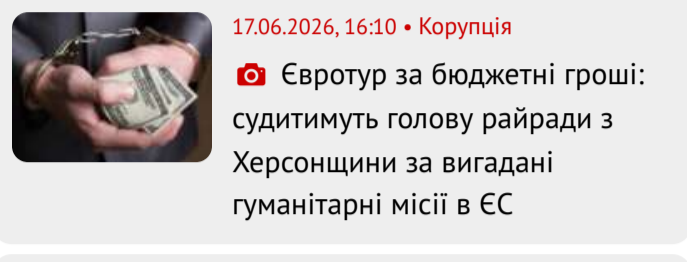 17.06.2026, 16:10 • Корупція
Євротур за бюджетні гроші:
судитимуть голову райради з
Херсонщини за вигадані
гуманітарні місії в ЄС